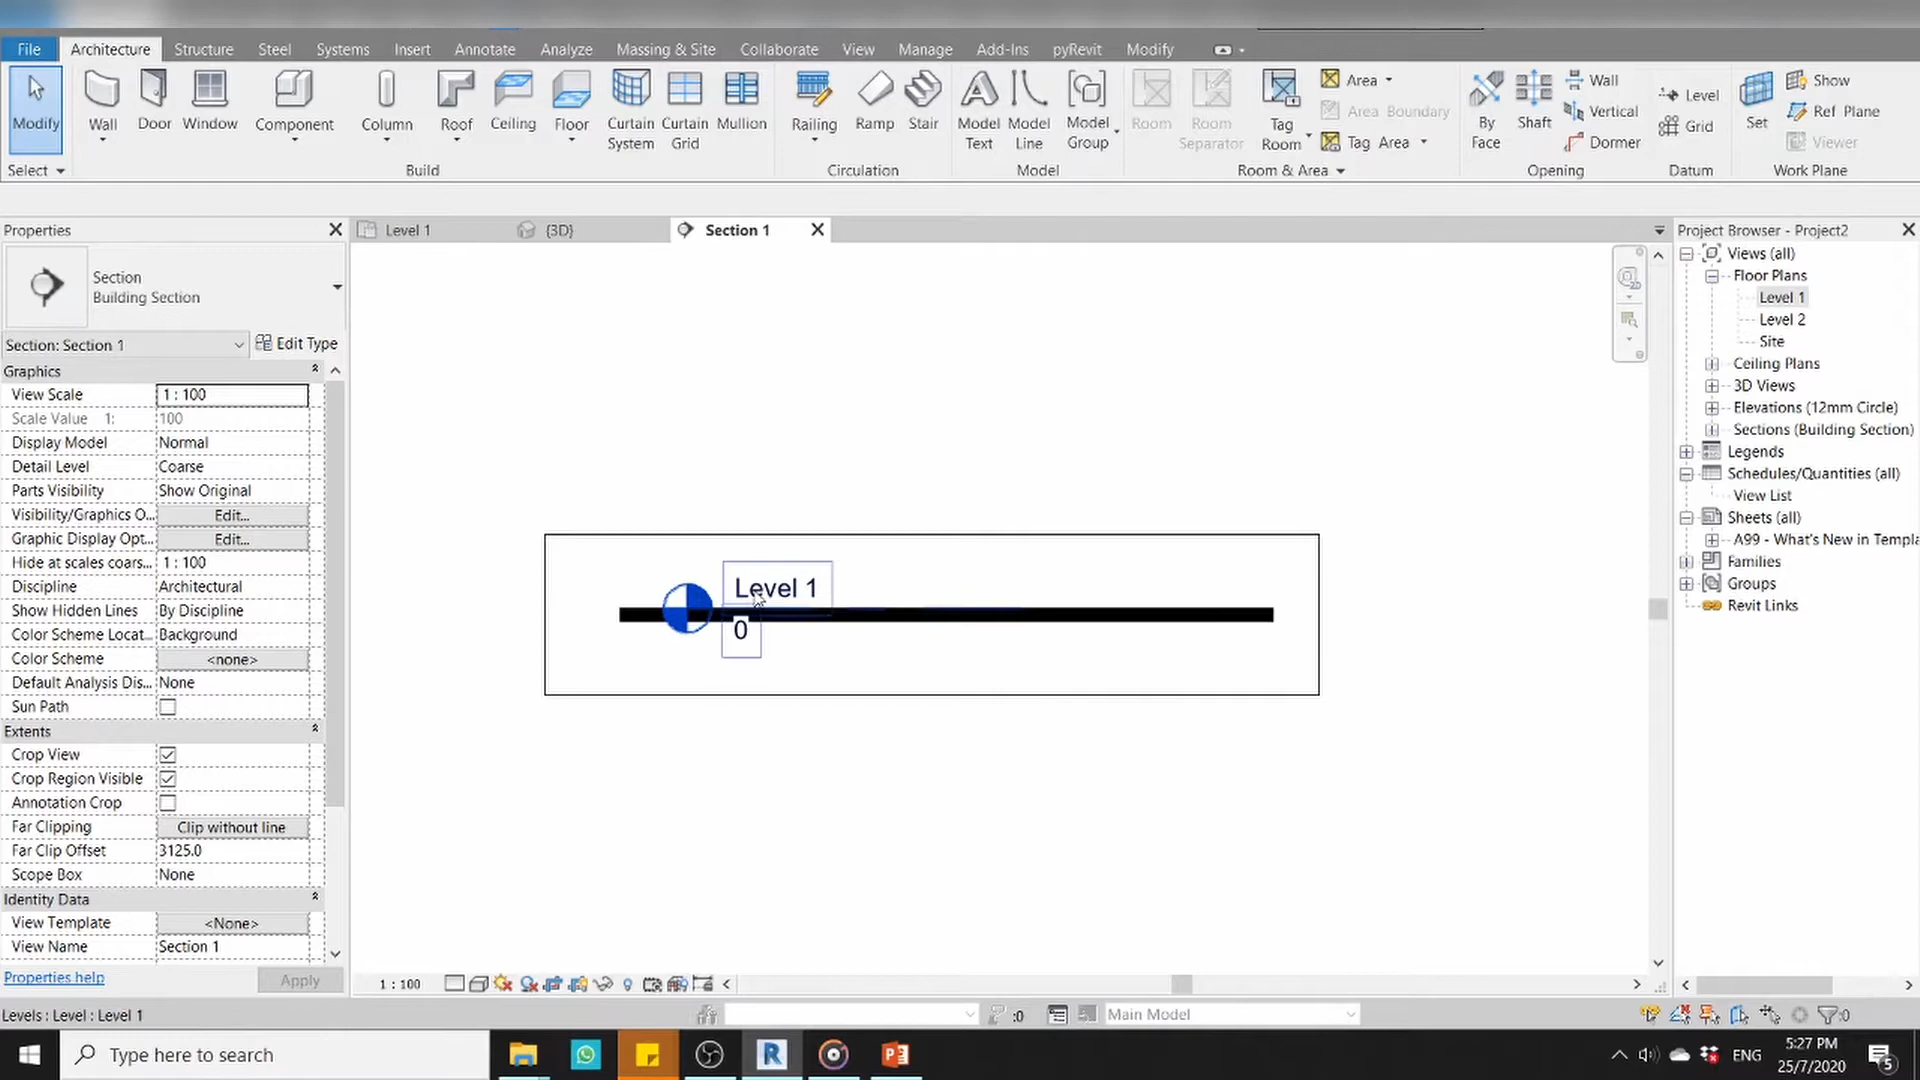 File Architecture Structure Steel Systems Insert Annotate Analyze Massing & Site Collaborate View Manage Add-Ins pyRevit Modify
Modify Wall Door Window Component Column Roof Ceiling Floor Curtain System Curtain Grid Mullion Railing Ramp Stair Model Text Model Line Model Group Room Room Separator Tag Room
Area
Area Boundary
Tag Area
By Face Shaft
Wall
Vertical
Dormer
Level
Grid
Set
Show
Ref Plane
Viewer
Select Build Circulation Model Room & Area Opening Datum Work Plane
Properties
Section
Building Section
Section: Section 1 Edit Type
Graphics
View Scale 1 : 100
Scale Value 1: 100
Display Model Normal
Detail Level Coarse
Parts Visibility Show Original
Visibility/Graphics O... Edit...
Graphic Display Opt... Edit...
Hide at scales coars... 1 : 100
Discipline Architectural
Show Hidden Lines By Discipline
Color Scheme Locat... Background
Color Scheme <none>
Default Analysis Dis... None
Sun Path
Extents
Crop View
Crop Region Visible
Annotation Crop
Far Clipping Clip without line
Far Clip Offset 3125.0
Scope Box None
Identity Data
View Template <None>
View Name Section 1
Properties help Apply
Level 1 {3D} Section 1
Level 1
0
Project Browser - Project2
Views (all)
Floor Plans
Level 1
Level 2
Site
Ceiling Plans
3D Views
Elevations (12mm Circle)
Sections (Building Section)
Legends
Schedules/Quantities (all)
View List
Sheets (all)
A99 - What's New in Templa
Families
Groups
Revit Links
1 : 100
Levels : Level : Level 1 :0 Main Model :0
Type here to search
ENG
5:27 PM
25/7/2020
5